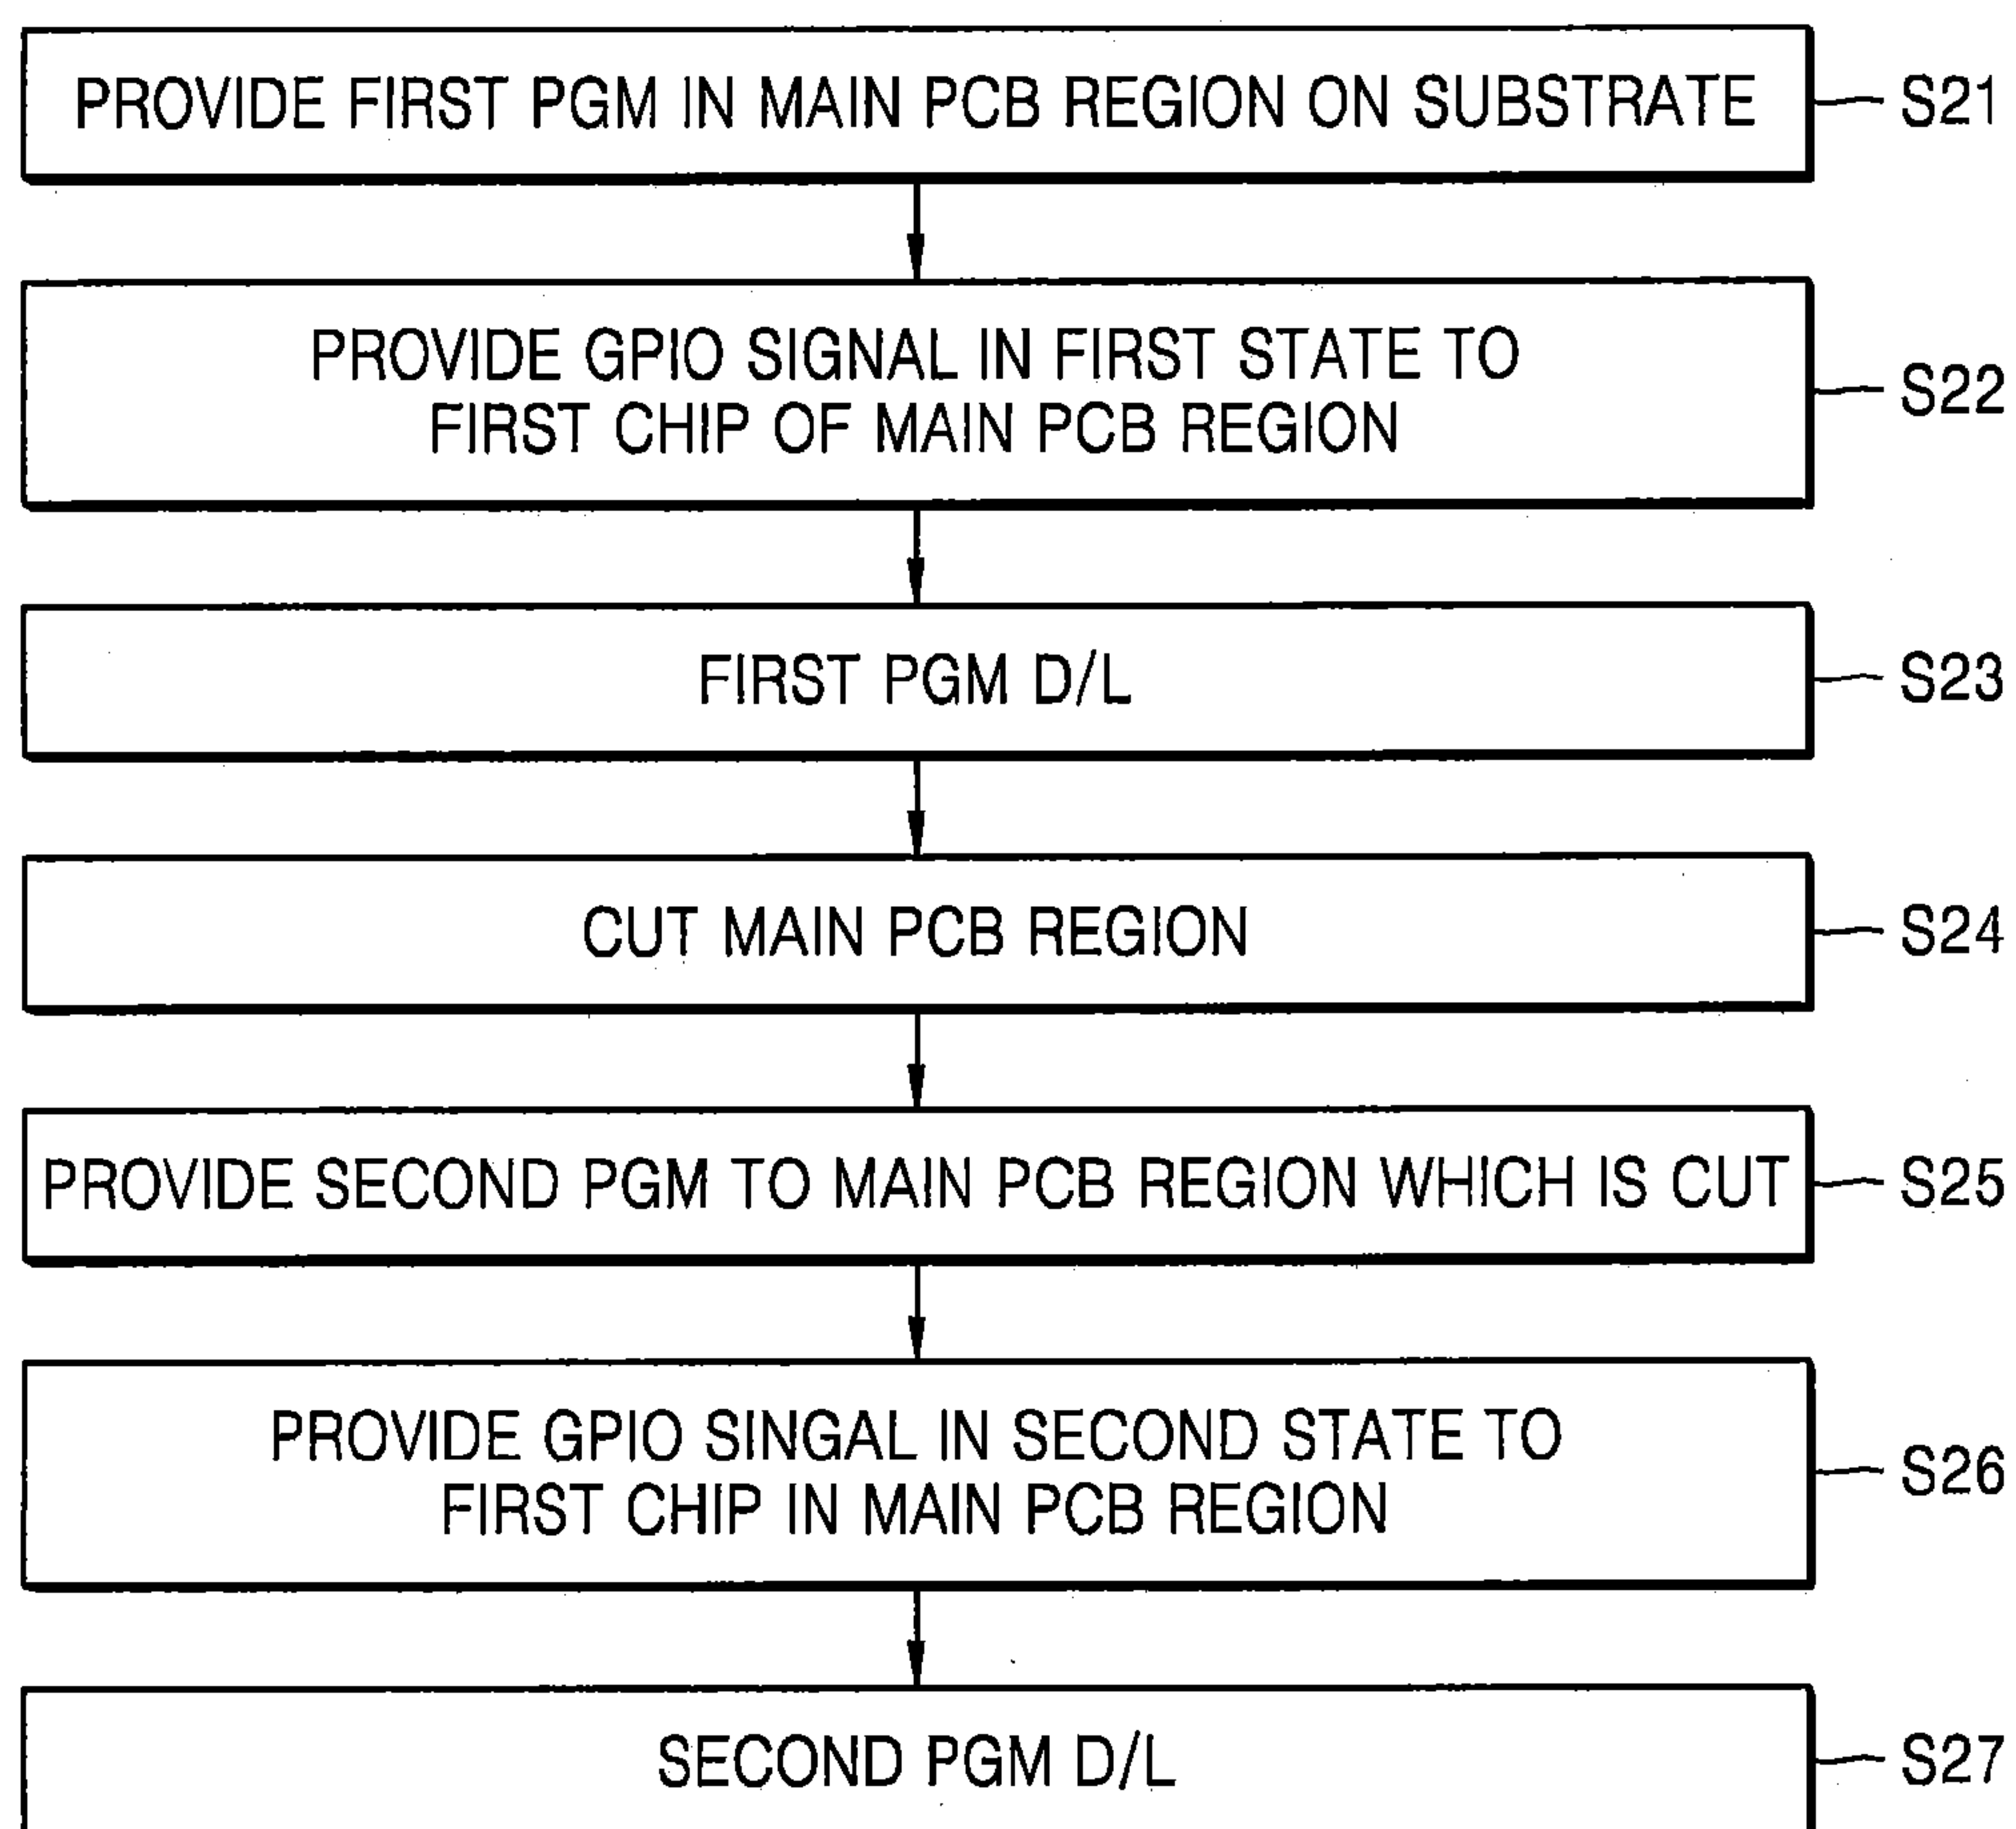 PROVIDE FIRST PGM IN MAIN PCB REGION ON SUBSTRATE
S21
PROVIDE GPIO SIGNAL IN FIRST STATE TO
FIRST CHIP OF MAIN PCB REGION
S22
FIRST PGM D/L
S23
CUT MAIN PCB REGION
S24
PROVIDE SECOND PGM TO MAIN PCB REGION WHICH IS CUT
S25
PROVIDE GPIO SINGAL IN SECOND STATE TO
FIRST CHIP IN MAIN PCB REGION
S26
SECOND PGM D/L
S27